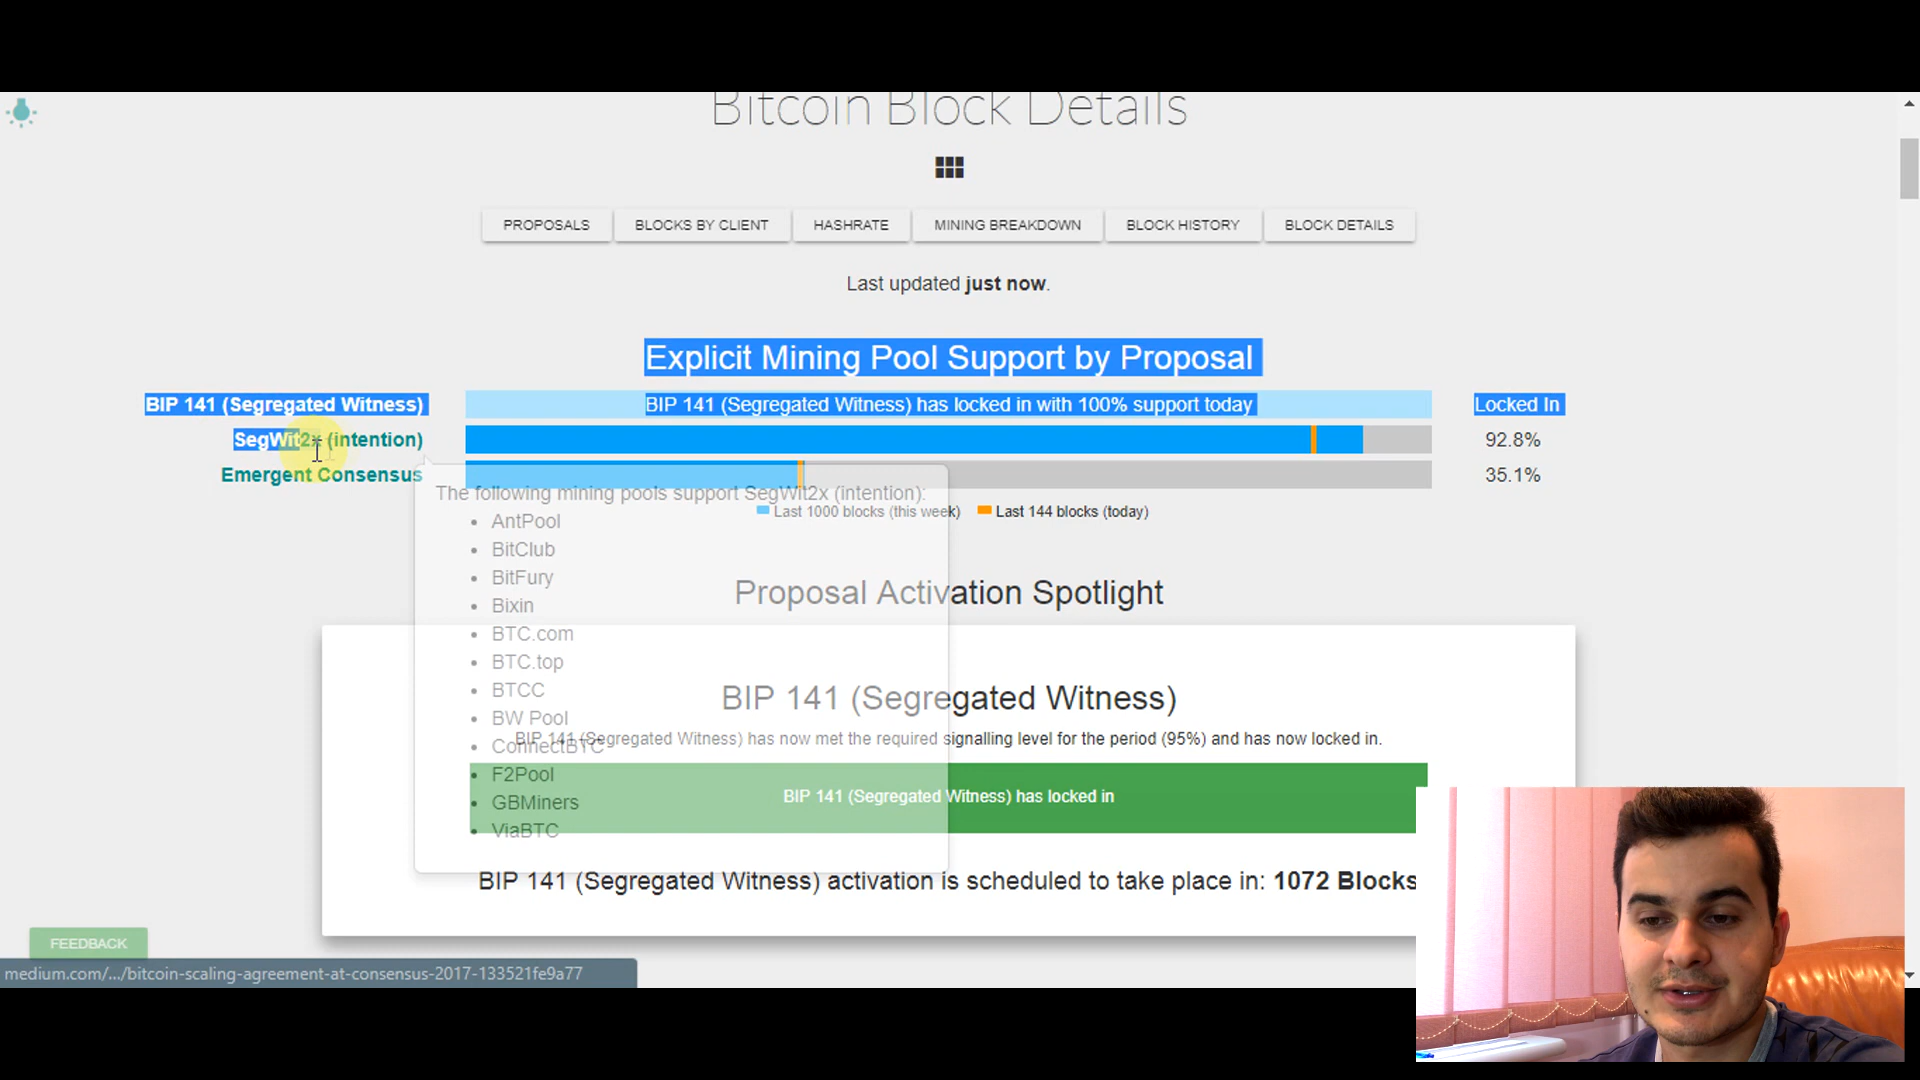 Bitcoin Block Details
PROPOSALS
BLOCKS BY CLIENT
HASHRATE
MINING BREAKDOWN
BLOCK HISTORY
BLOCK DETAILS
Last updated just now.
Explicit Mining Pool Support by Proposal
BIP 141 (Segregated Witness)
BIP 141 (Segregated Witness) has locked in with 100% support today
Locked In
SegWit2x (intention)
92.8%
Emergent Consensus
35.1%
The following mining pools support SegWit2x (intention):
Last 1000 blocks (this week)
Last 144 blocks (today)
AntPool
BitClub
BitFury
Bixin
BTC.com
BTC.top
BTCC
BW Pool
ConnectBTC
F2Pool
GBMiners
ViaBTC
Proposal Activation Spotlight
BIP 141 (Segregated Witness)
BIP 141 (Segregated Witness) has now met the required signalling level for the period (95%) and has now locked in.
BIP 141 (Segregated Witness) has locked in
BIP 141 (Segregated Witness) activation is scheduled to take place in: 1072 Blocks
FEEDBACK
medium.com/.../bitcoin-scaling-agreement-at-consensus-2017-133521fe9a77